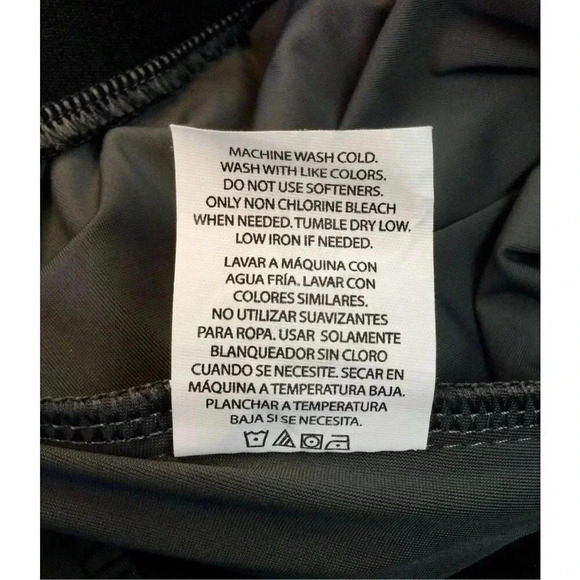 MACHINE WASH COLD.
WASH WITH LIKE COLORS.
DO NOT USE SOFTENERS.
ONLY NON CHLORINE BLEACH
WHEN NEEDED. TUMBLE DRY LOW.
LOW IRON IF NEEDED.
LAVAR A MÁQUINA CON
AGUA FRÍA. LAVAR CON
COLORES SIMILARES.
NO UTILIZAR SUAVIZANTES
PARA ROPA. USAR SOLAMENTE
BLANQUEADOR SIN CLORO
CUANDO SE NECESITE. SECAR EN
MÁQUINA A TEMPERATURA BAJA.
PLANCHAR A TEMPERATURA
BAJA SI SE NECESITA.